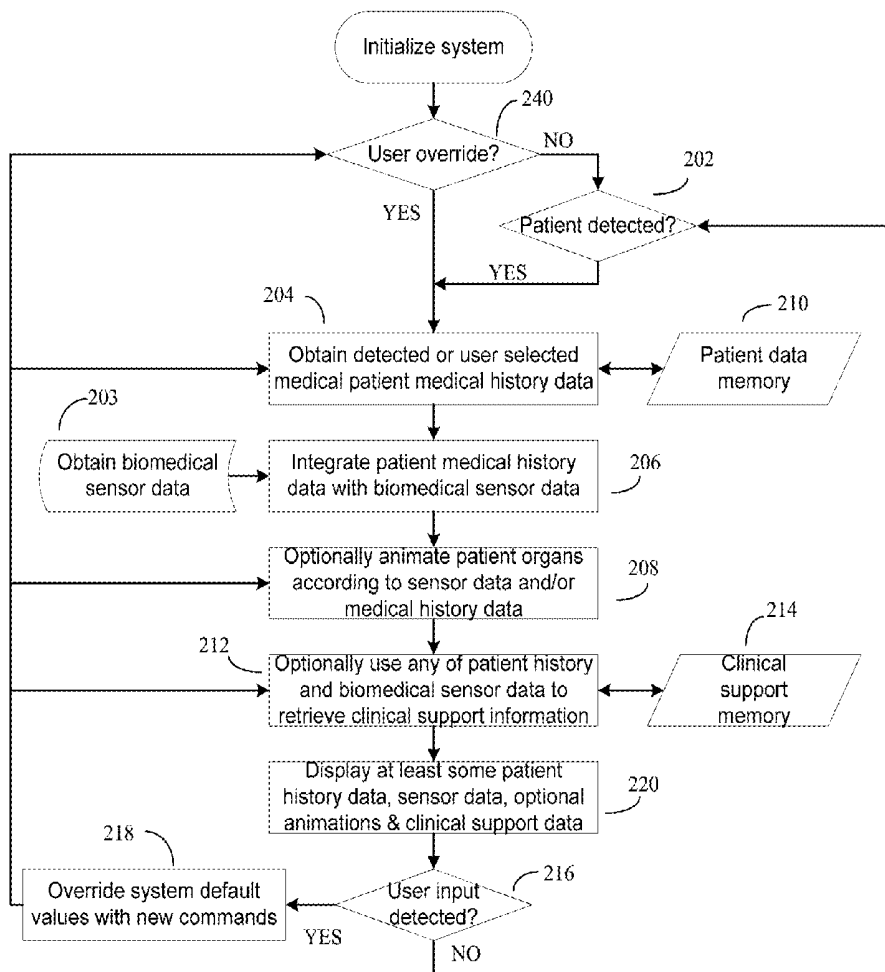 Initialize system
240
User override?
NO
202
YES
Patient detected?
YES
204
210
Obtain detected or user selected
medical patient medical history data
Patient data
memory
203
Obtain biomedical
sensor data
Integrate patient medical history
data with biomedical sensor data
206
Optionally animate patient organs
according to sensor data and/or
medical history data
208
212
214
Optionally use any of patient history
and biomedical sensor data to
retrieve clinical support information
Clinical
support
memory
Display at least some patient
history data, sensor data, optional
animations & clinical support data
220
218
216
Override system default
values with new commands
User input
detected?
YES
NO